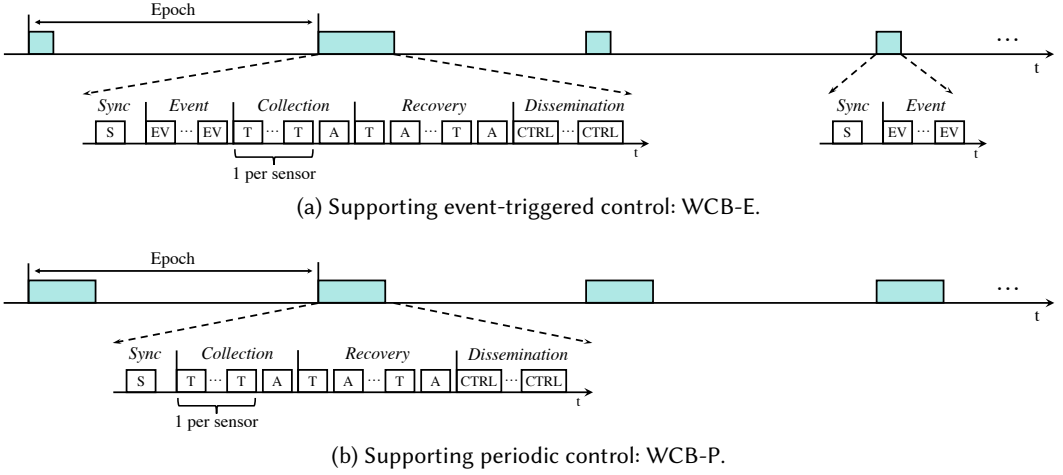 Epoch
...
t
Sync Event Collection Recovery Dissemination
S EV ... EV T ... T A T A ... T A CTRL ... CTRL
t
1 per sensor
Sync Event
S EV ... EV
t
(a) Supporting event-triggered control: WCB-E.
Epoch
...
t
Sync Collection Recovery Dissemination
S T ... T A T A ... T A CTRL ... CTRL
t
1 per sensor
(b) Supporting periodic control: WCB-P.